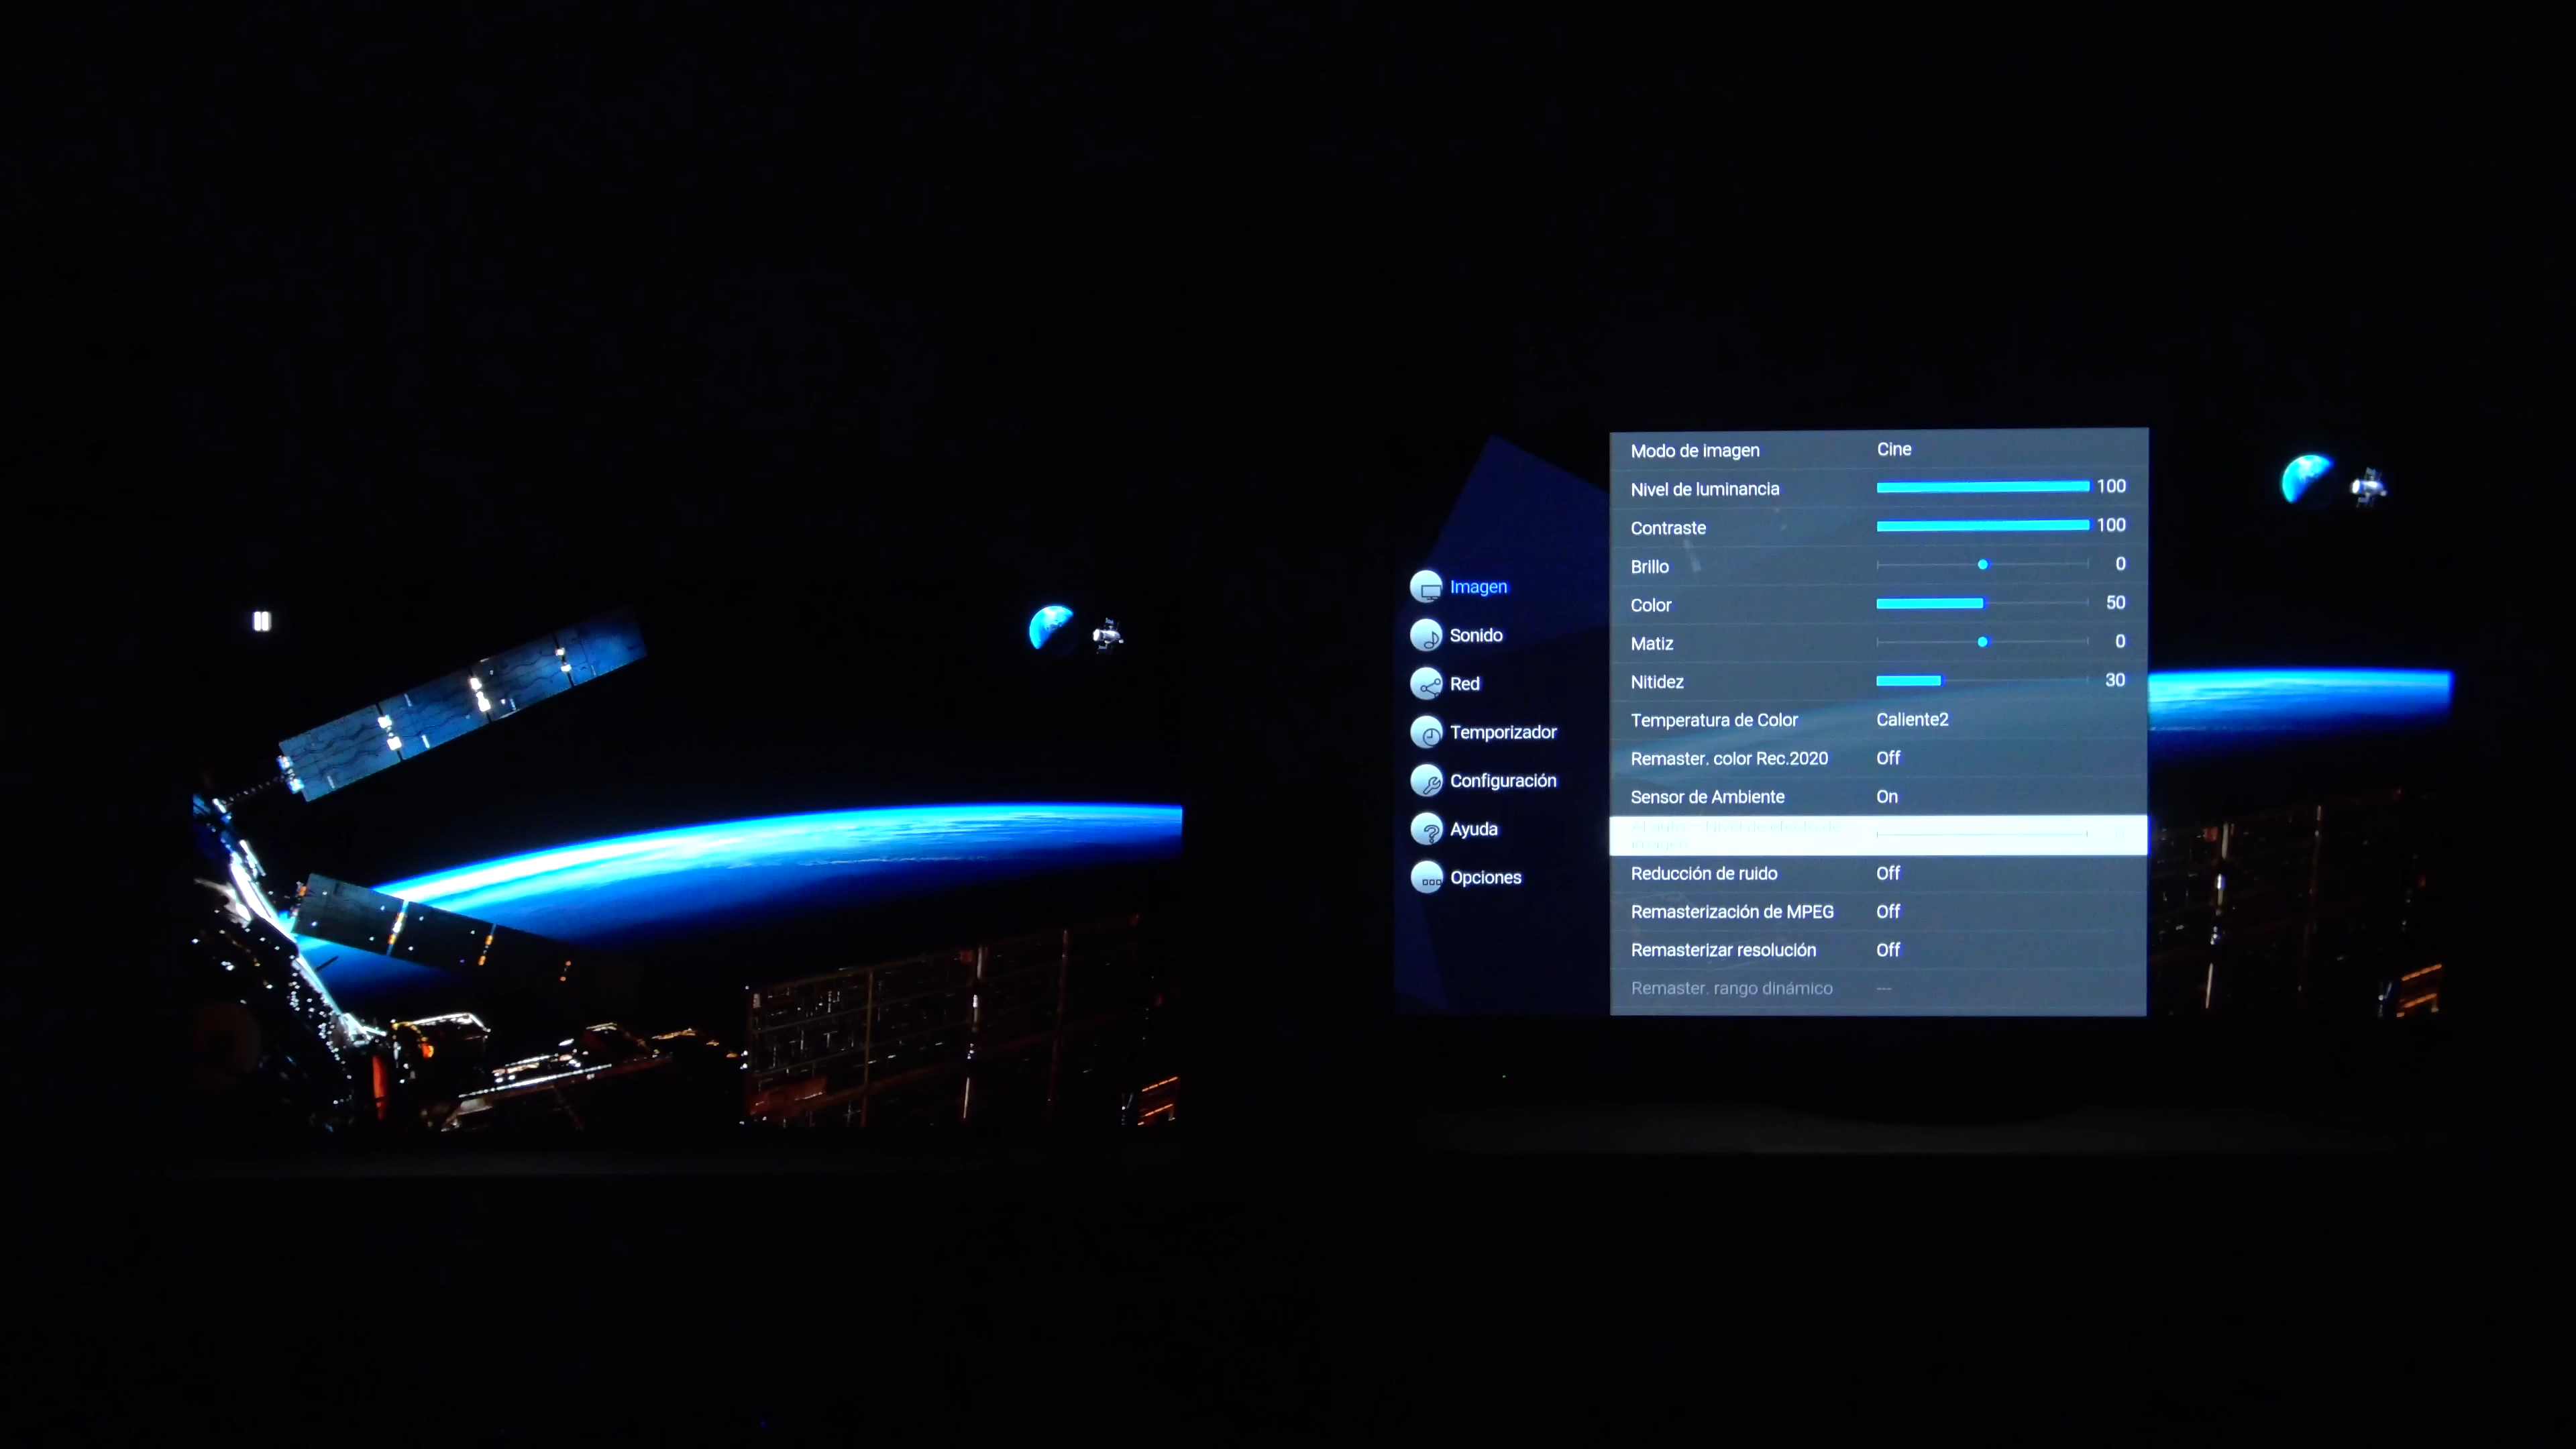 Imagen
Sonido
Red
Temporizador
Configuración
Ayuda
Opciones
Modo de imagen Cine
Nivel de luminancia 100
Contraste 100
Brillo 0
Color 50
Matiz 0
Nitidez 30
Temperatura de Color Caliente2
Remaster. color Rec.2020 Off
Sensor de Ambiente On
Reducción de ruido Off
Remasterización de MPEG Off
Remasterizar resolución Off
Remaster. rango dinámico ---